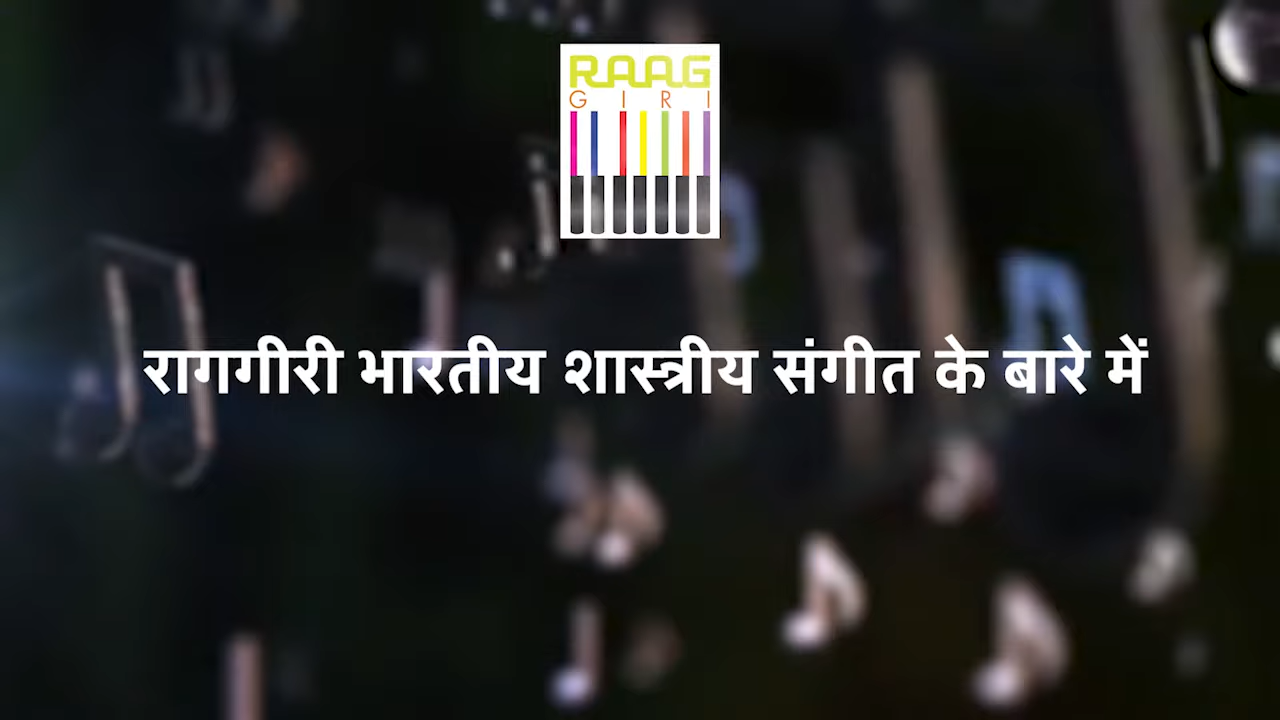 RAAG
GIRI
रागगीरी भारतीय शास्त्रीय संगीत के बारे में